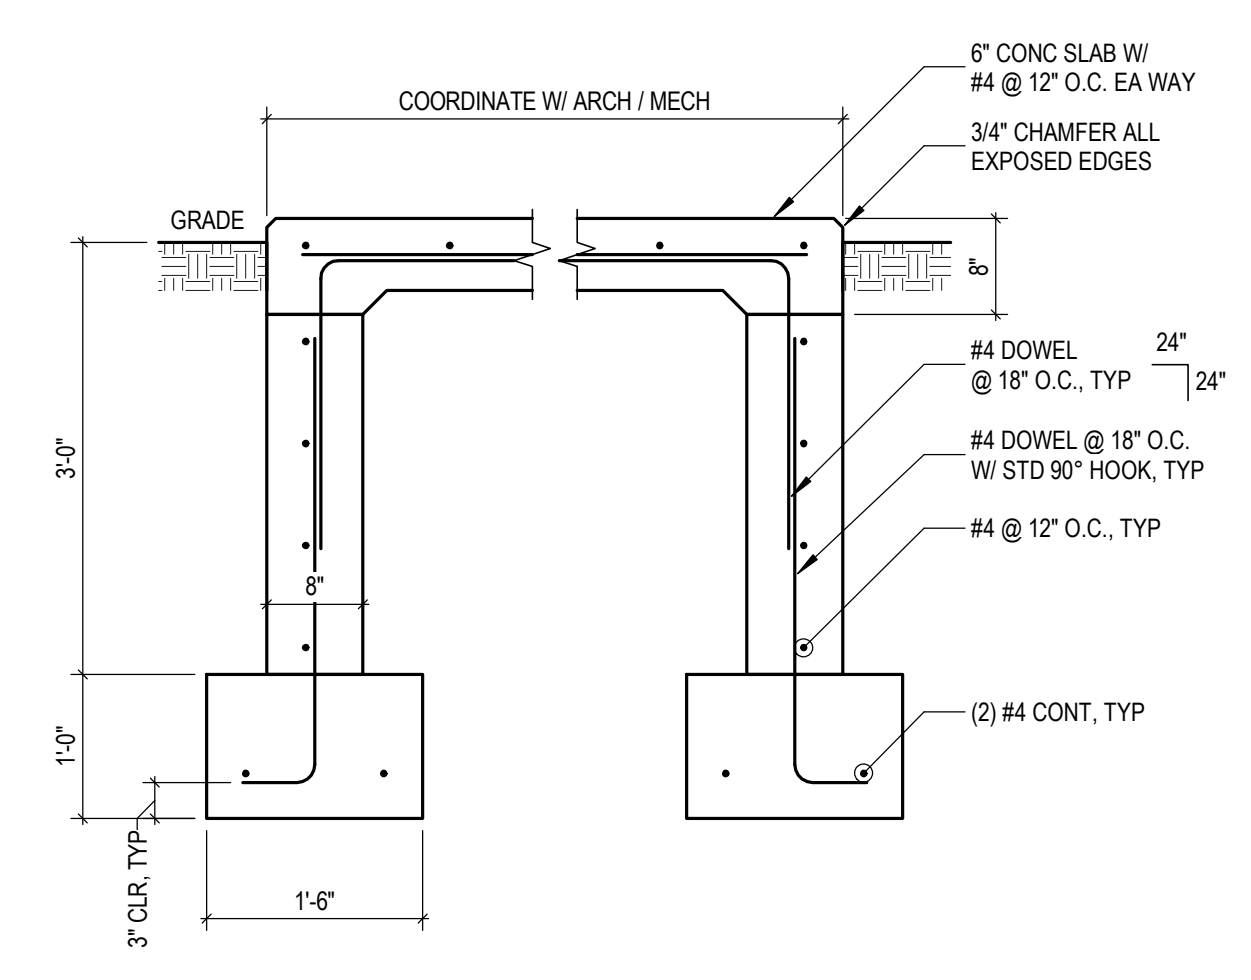 6" CONC SLAB W/
#4 @ 12" O.C. EA WAY
COORDINATE W/ ARCH / MECH
3/4" CHAMFER ALL
EXPOSED EDGES
GRADE
8"
#4 DOWEL
@ 18" O.C., TYP
24"
24"
#4 DOWEL @ 18" O.C.
W/ STD 90° HOOK, TYP
3'-0"
#4 @ 12" O.C., TYP
8"
(2) #4 CONT, TYP
1'-0"
3" CLR, TYP
1'-6"